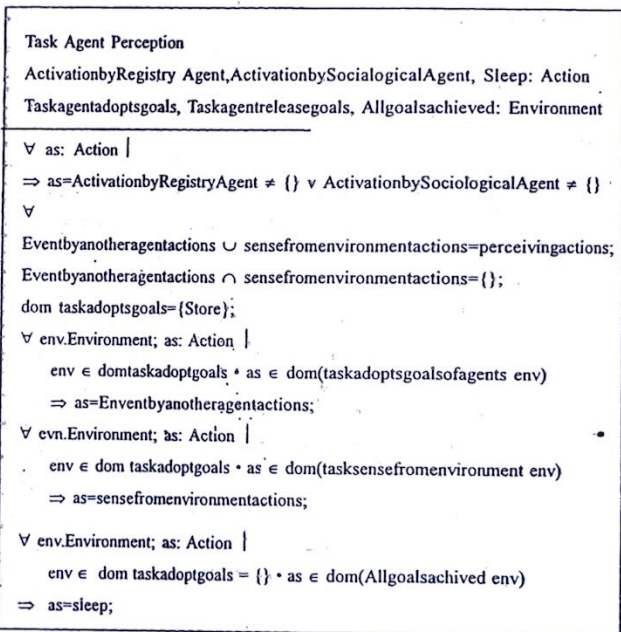 Task Agent Perception
ActivationbyRegistry Agent,ActivationbySocialogicalAgent, Sleep: Action
Taskagentadoptsgoals, Taskagentreleasegoals, Allgoalsachieved: Environment
∀ as: Action |
⇒ as=ActivationbyRegistryAgent ≠ {} v ActivationbySociologicalAgent ≠ {}
∀
Eventbyanotheragentactions ∪ sensefromenvironmentactions=perceivingactions;
Eventbyanotheragentactions ∩ sensefromenvironmentactions={};
dom taskadoptsgoals={Store};
∀ env.Environment; as: Action |
env ∈ domtaskadoptgoals • as ∈ dom(taskadoptsgoalsofagents env)
⇒ as=Enventbyanotheragentactions;
∀ evn.Environment; as: Action |
env ∈ dom taskadoptgoals • as ∈ dom(tasksensefromenvironment env)
⇒ as=sensefromenvironmentactions;
∀ env.Environment; as: Action |
env ∈ dom taskadoptgoals = {} • as ∈ dom(Allgoalsachived env)
⇒ as=sleep;